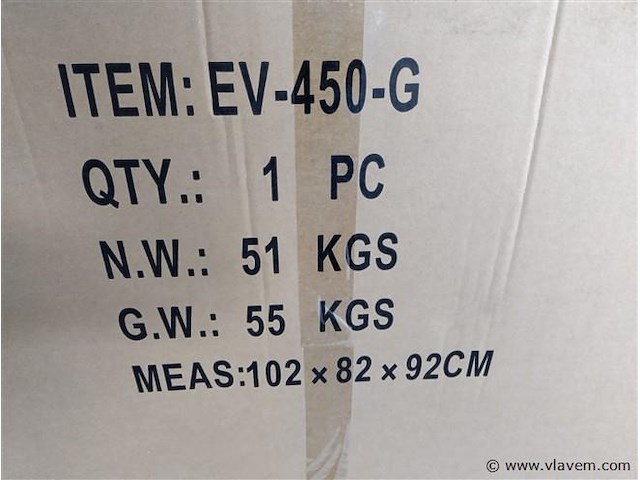 ITEM: EV-450-G
QTY.: 1 PC
N.W.: 51 KGS
G.W.: 55 KGS
MEAS:102 × 82 × 92CM
© www.vlavem.com